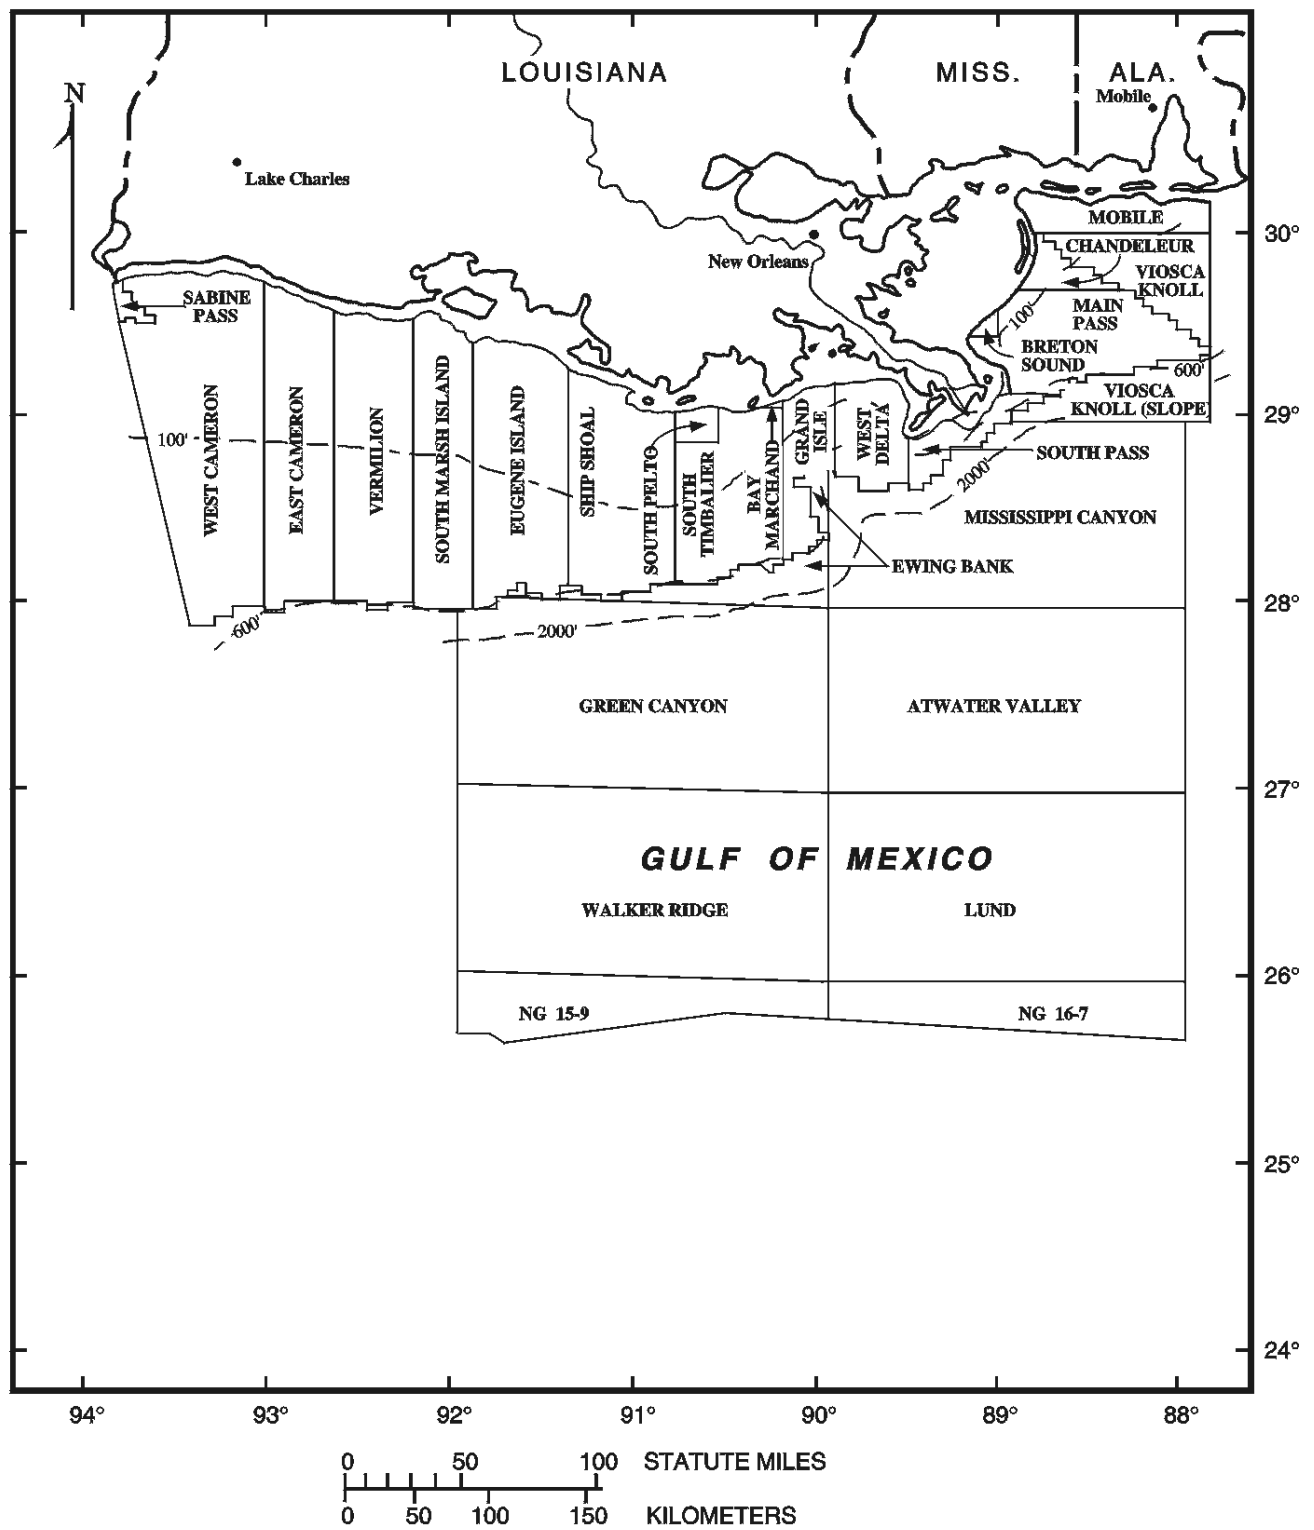 LOUISIANA
MISS.
ALA.
Mobile
N
Lake Charles
New Orleans
MOBILE
30°
CHANDELEUR
VIOSCA
KNOLL
SABINE
PASS
MAIN
PASS
100'
BRETON
SOUND
600'
VIOSCA
KNOLL (SLOPE)
29°
WEST CAMERON
EAST CAMERON
VERMILION
SOUTH MARSH ISLAND
EUGENE ISLAND
SHIP SHOAL
SOUTH PELTO
SOUTH
TIMBALIER
BAY
MARCHAND
GRAND
ISLE
WEST
DELTA
100'
SOUTH PASS
2000'
MISSISSIPPI CANYON
EWING BANK
28°
600'
2000'
GREEN CANYON
ATWATER VALLEY
27°
GULF OF MEXICO
WALKER RIDGE
LUND
26°
NG 15-9
NG 16-7
25°
24°
94° 93° 92° 91° 90° 89° 88°
0 50 100 STATUTE MILES
0 50 100 150 KILOMETERS